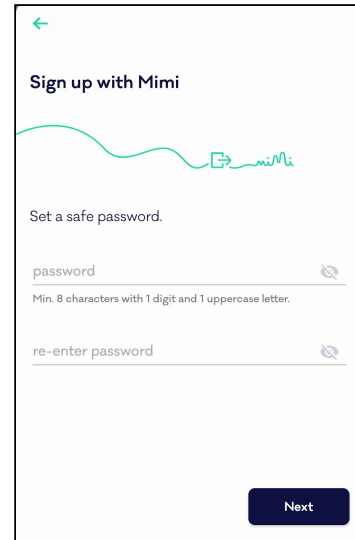 Sign up with Mimi
miMi
Set a safe password.
password
Min. 8 characters with 1 digit and 1 uppercase letter.
re-enter password
Next